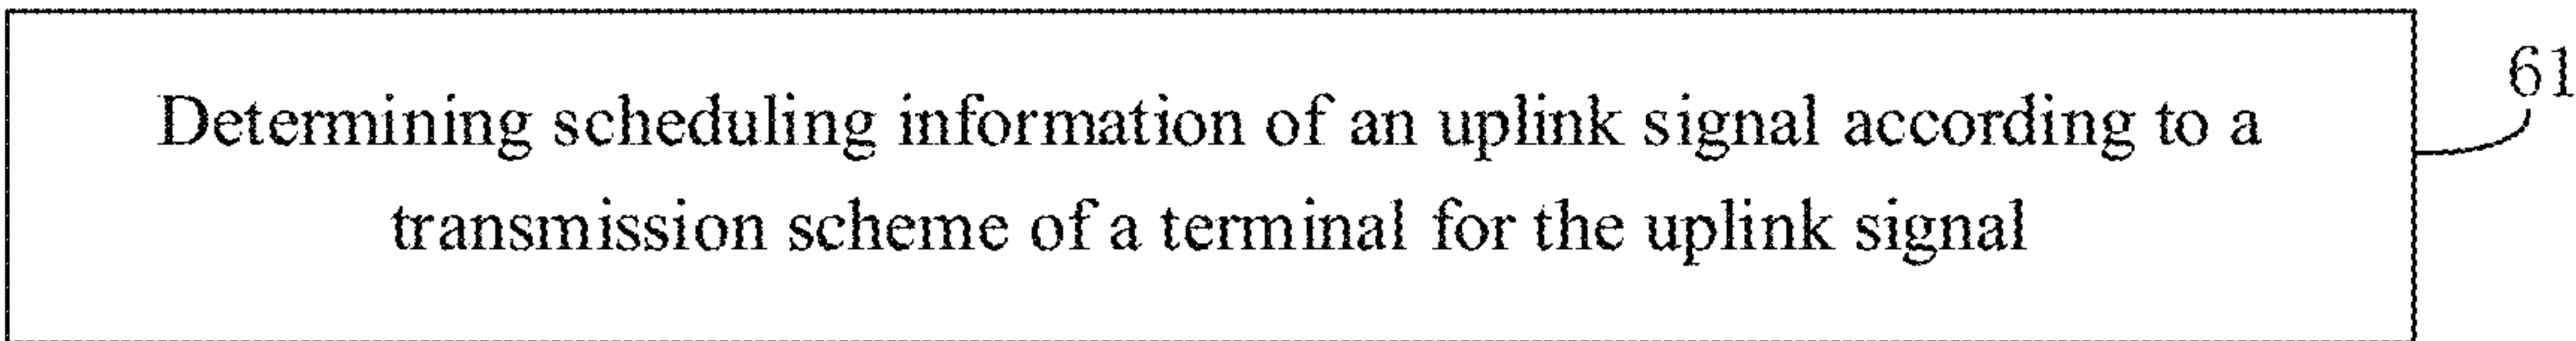 61
Determining scheduling information of an uplink signal according to a
transmission scheme of a terminal for the uplink signal